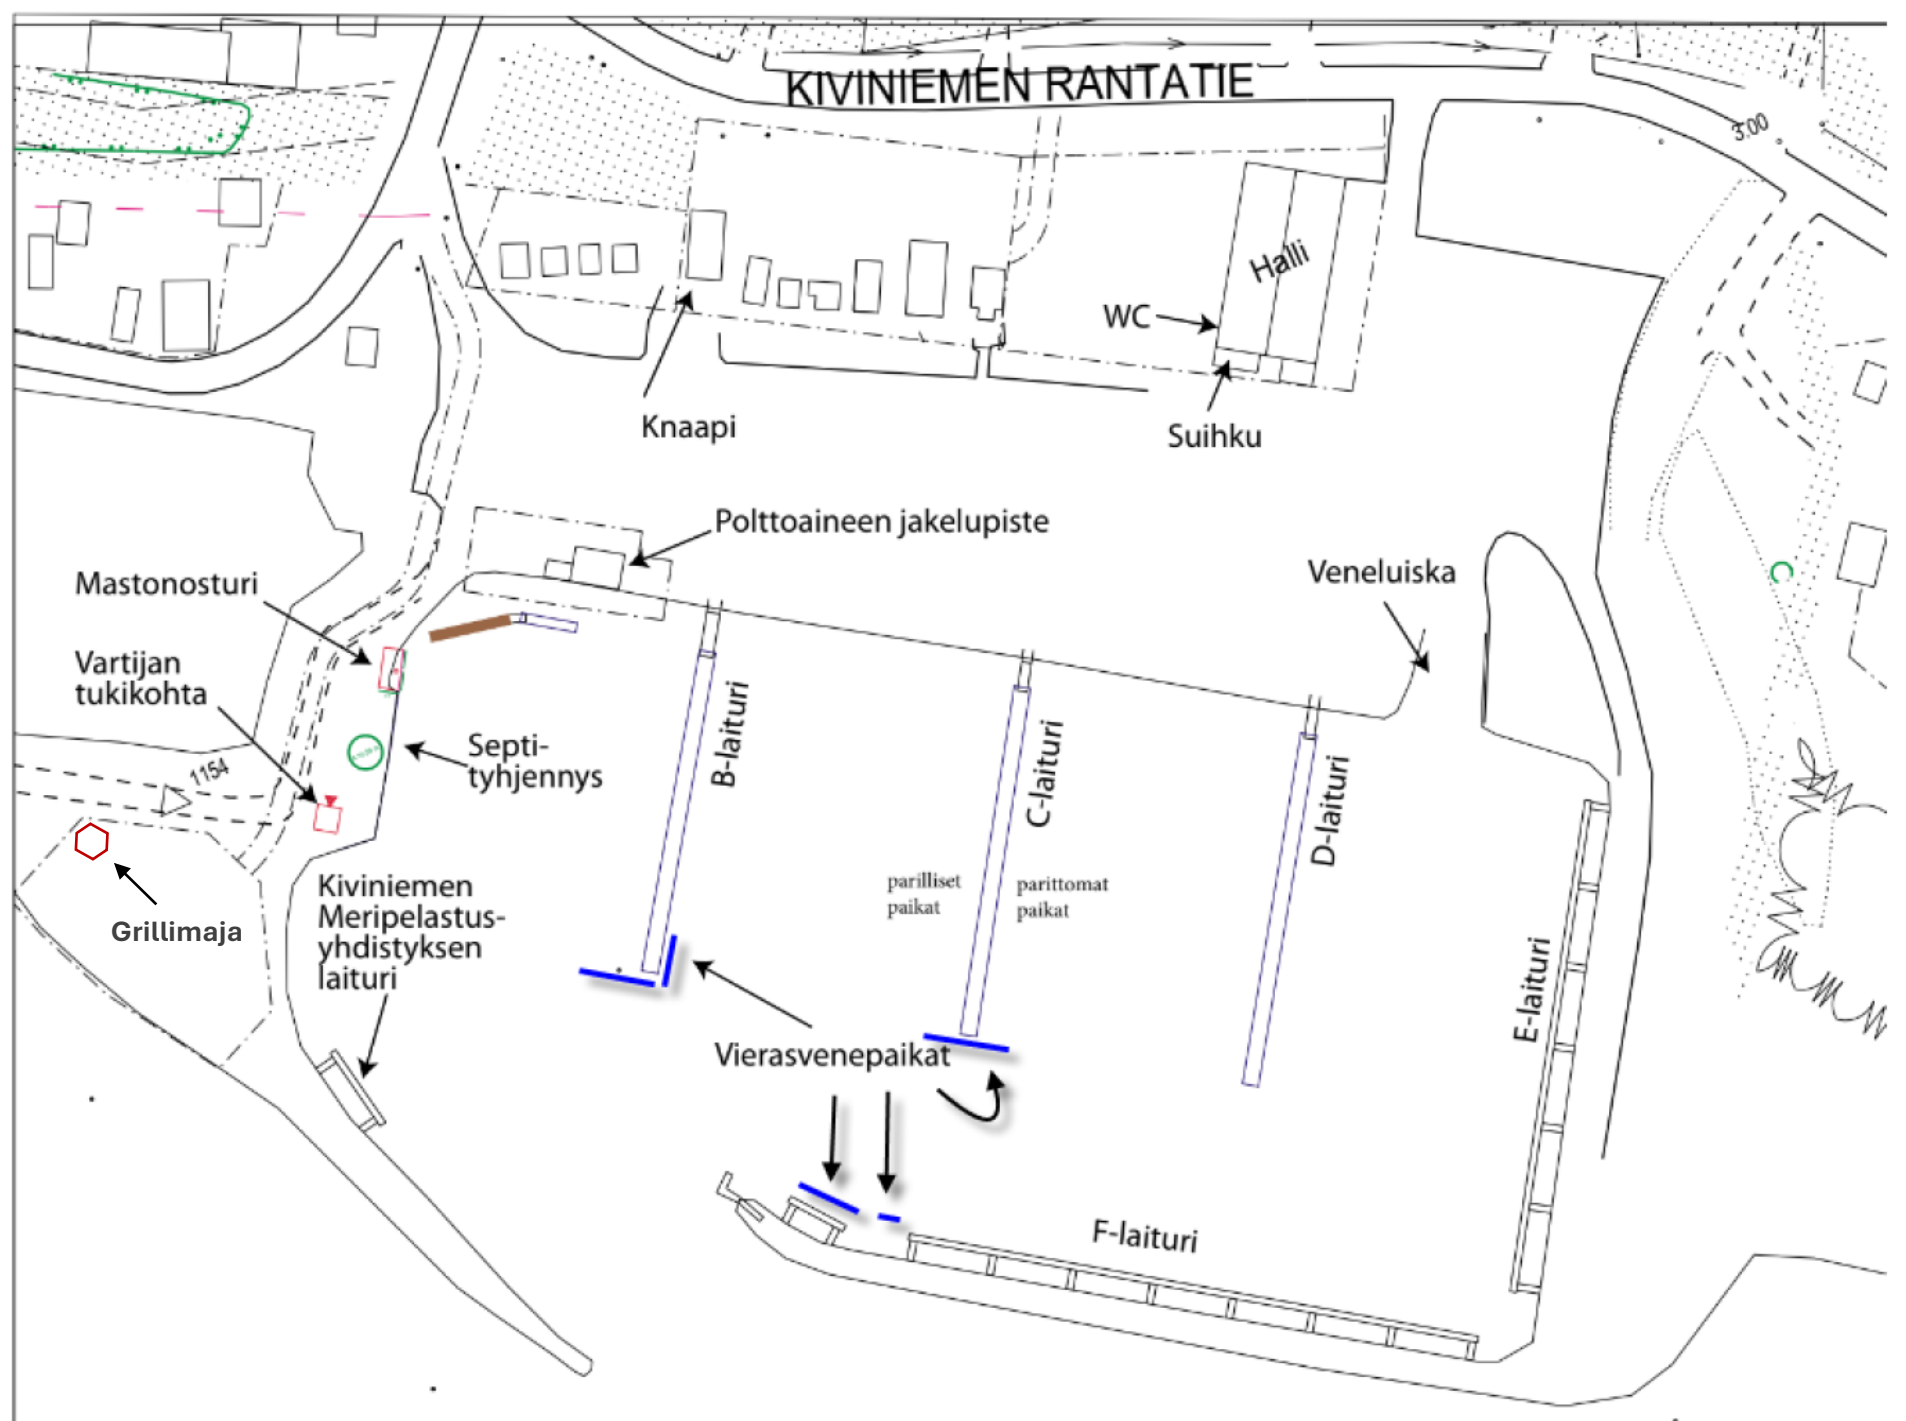 KIVINIEMEN RANTATIE
3.00
Halli
WC
Knaapi
Suihku
Polttoaineen jakelupiste
Veneluiska
Mastonosturi
Vartijan
tukikohta
Septi-
tyhjennys
1154
B-laituri
C-laituri
D-laituri
parilliset
paikat
parittomat
paikat
Grillimaja
Kiviniemen
Meripelastus-
yhdistyksen
laituri
E-laituri
Vierasvenepaikat
F-laituri